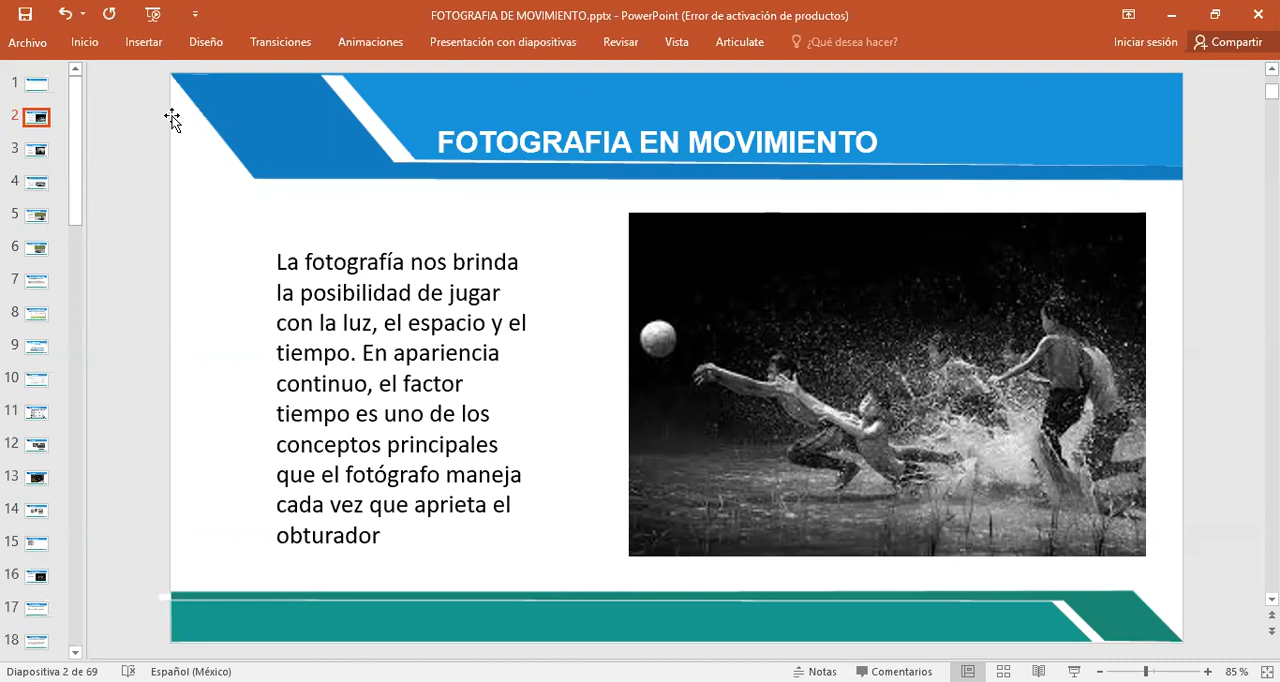 FOTOGRAFIA DE MOVIMIENTO.pptx - PowerPoint (Error de activación de productos)
Archivo Inicio Insertar Diseño Transiciones Animaciones Presentación con diapositivas Revisar Vista Articulate ¿Qué desea hacer? Iniciar sesión Compartir
1
2
3
4
5
6
7
8
9
10
11
12
13
14
15
16
17
18
FOTOGRAFIA EN MOVIMIENTO
La fotografía nos brinda
la posibilidad de jugar
con la luz, el espacio y el
tiempo. En apariencia
continuo, el factor
tiempo es uno de los
conceptos principales
que el fotógrafo maneja
cada vez que aprieta el
obturador
Diapositiva 2 de 69 Español (México) Notas Comentarios 85 %